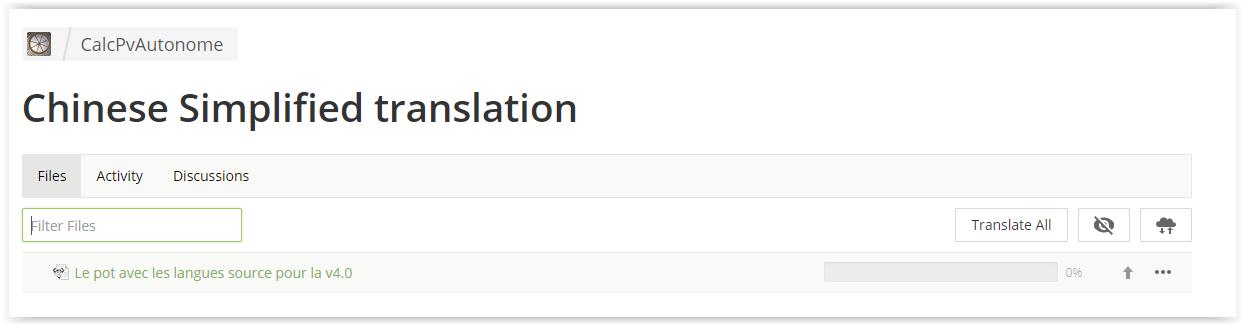 CalcPvAutonome
Chinese Simplified translation
Files Activity Discussions
Filter Files Translate All
Le pot avec les langues source pour la v4.0 0%